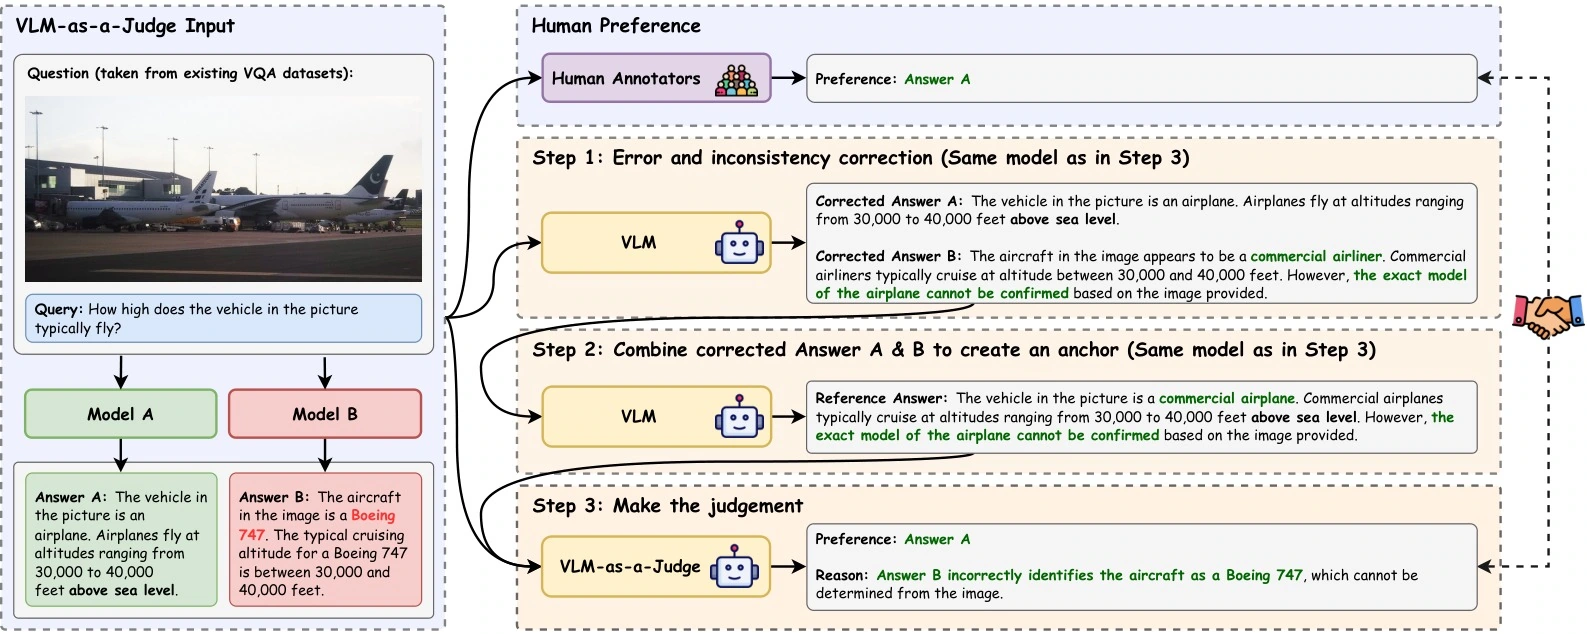 VLM-as-a-Judge Input
Question (taken from existing VQA datasets):
Query: How high does the vehicle in the picture
typically fly?
Model A
Model B
Answer A: The vehicle in
the picture is an
airplane. Airplanes fly at
altitudes ranging from
30,000 to 40,000
feet above sea level.
Answer B: The aircraft
in the image is a Boeing
747. The typical cruising
altitude for a Boeing 747
is between 30,000 and
40,000 feet.
Human Preference
Human Annotators
Preference: Answer A
Step 1: Error and inconsistency correction (Same model as in Step 3)
VLM
Corrected Answer A: The vehicle in the picture is an airplane. Airplanes fly at altitudes ranging
from 30,000 to 40,000 feet above sea level.
Corrected Answer B: The aircraft in the image appears to be a commercial airliner. Commercial
airliners typically cruise at altitude between 30,000 and 40,000 feet. However, the exact model
of the airplane cannot be confirmed based on the image provided.
Step 2: Combine corrected Answer A & B to create an anchor (Same model as in Step 3)
VLM
Reference Answer: The vehicle in the picture is a commercial airplane. Commercial airplanes
typically cruise at altitudes ranging from 30,000 to 40,000 feet above sea level. However, the
exact model of the airplane cannot be confirmed based on the image provided.
Step 3: Make the judgement
VLM-as-a-Judge
Preference: Answer A
Reason: Answer B incorrectly identifies the aircraft as a Boeing 747, which cannot be
determined from the image.